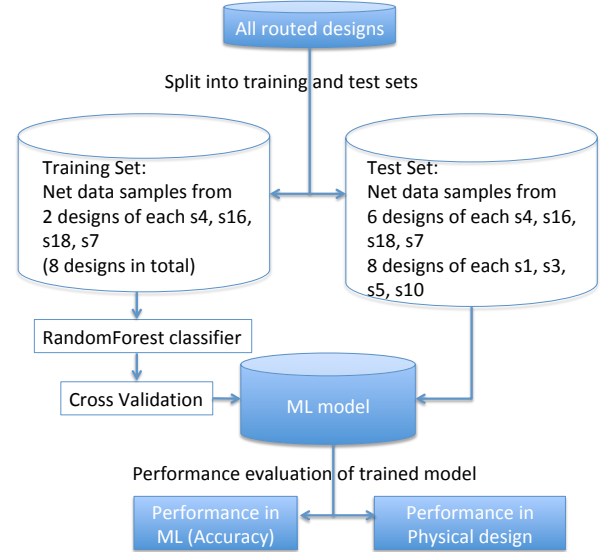 All routed designs
Split into training and test sets
Training Set:
Net data samples from
2 designs of each s4, s16,
s18, s7
(8 designs in total)
Test Set:
Net data samples from
6 designs of each s4, s16,
s18, s7
8 designs of each s1, s3,
s5, s10
RandomForest classifier
Cross Validation
ML model
Performance evaluation of trained model
Performance in
ML (Accuracy)
Performance in
Physical design